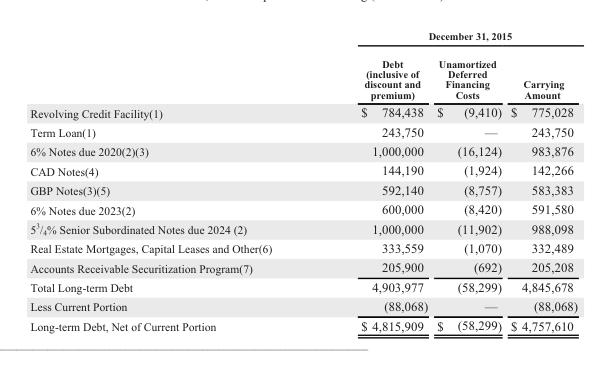 December 31, 2015
Debt (inclusive of discount and premium) Unamortized Deferred Financing Costs Carrying Amount
Revolving Credit Facility(1) $ 784,438 $ (9,410) $ 775,028
Term Loan(1) 243,750 — 243,750
6% Notes due 2020(2)(3) 1,000,000 (16,124) 983,876
CAD Notes(4) 144,190 (1,924) 142,266
GBP Notes(3)(5) 592,140 (8,757) 583,383
6% Notes due 2023(2) 600,000 (8,420) 591,580
5 3/4% Senior Subordinated Notes due 2024 (2) 1,000,000 (11,902) 988,098
Real Estate Mortgages, Capital Leases and Other(6) 333,559 (1,070) 332,489
Accounts Receivable Securitization Program(7) 205,900 (692) 205,208
Total Long-term Debt 4,903,977 (58,299) 4,845,678
Less Current Portion (88,068) — (88,068)
Long-term Debt, Net of Current Portion $ 4,815,909 $ (58,299) $ 4,757,610